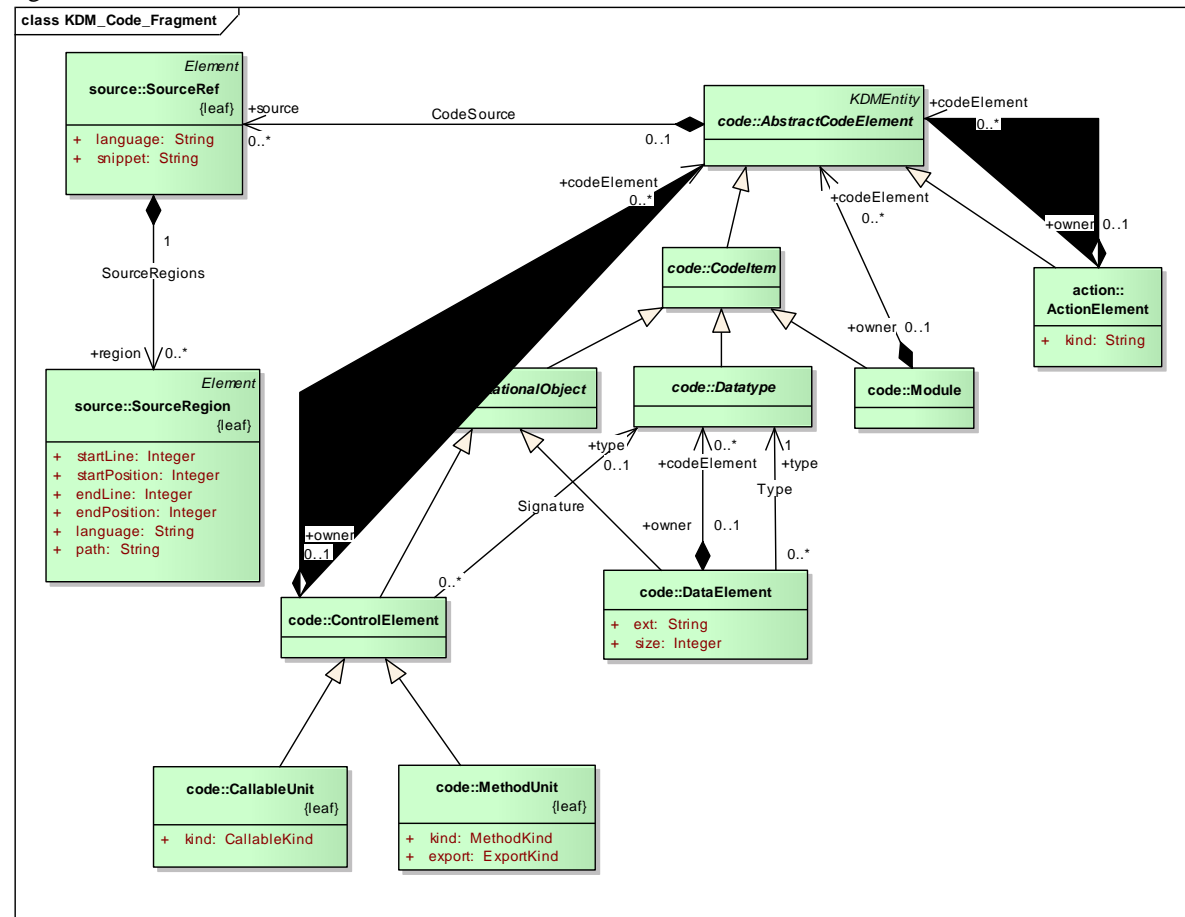 class KDM_Code_Fragment
Element
source::SourceRef
{leaf}
+ language: String
+ snippet: String
+source
0..*
CodeSource
0..1
KDMEntity
code::AbstractCodeElement
+codeElement
0..*
+codeElement
0..*
+codeElement
0..*
+owner 0..1
1
SourceRegions
+region 0..*
code::CodeItem
action::
ActionElement
+ kind: String
+owner 0..1
Element
source::SourceRegion
{leaf}
+ startLine: Integer
+ startPosition: Integer
+ endLine: Integer
+ endPosition: Integer
+ language: String
+ path: String
ationalObject
code::Datatype
code::Module
+type
0..1
0..*
+codeElement
1
+type
Type
Signature
+owner 0..1
+owner
0..1
0..*
0..*
code::ControlElement
code::DataElement
+ ext: String
+ size: Integer
code::CallableUnit
{leaf}
+ kind: CallableKind
code::MethodUnit
{leaf}
+ kind: MethodKind
+ export: ExportKind